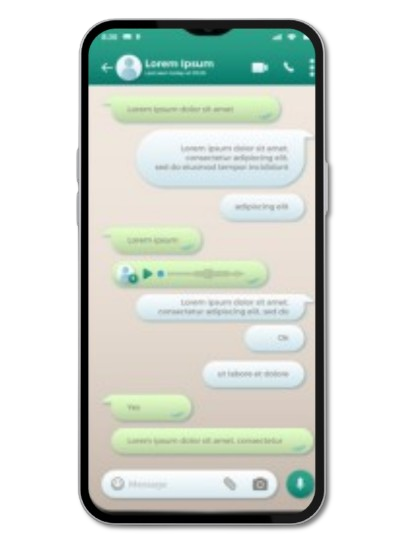 8:30
Lorem Ipsum
Lorem ipsum dolor sit amet
Lorem ipsum dolor sit amet,
consectetur adipiscing elit,
sed do eiusmod tempor incididunt
adipiscing elit
Lorem ipsum
Lorem ipsum dolor sit amet,
consectetur adipiscing elit, sed do
Ok
ut labore et dolore
Yes
Lorem ipsum dolor sit amet, consectetur
Message